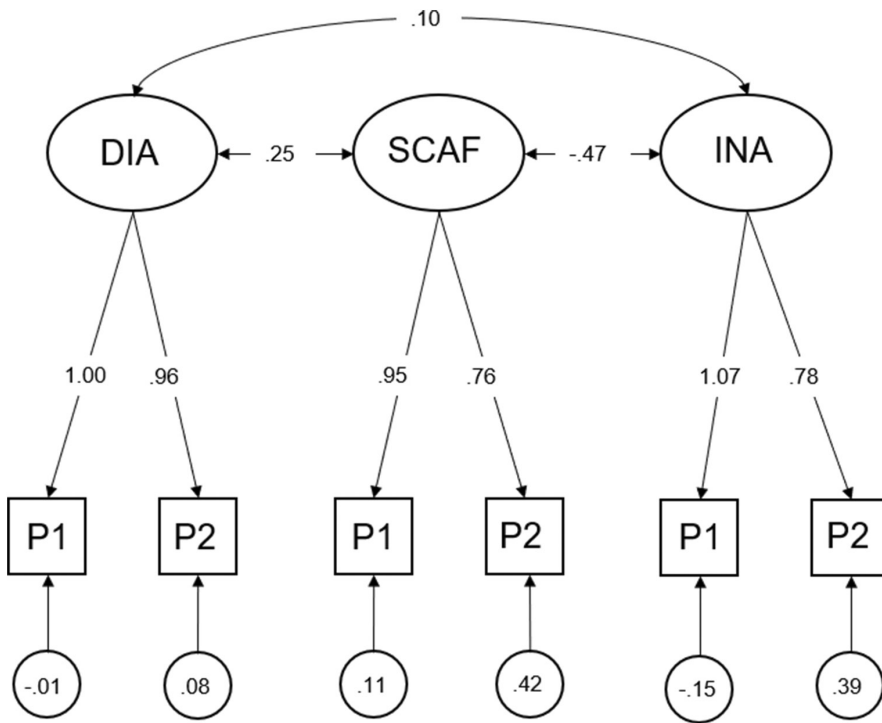 .10
DIA
.25
SCAF
-.47
INA
1.00
.96
.95
.76
1.07
.78
P1
P2
P1
P2
P1
P2
-.01
.08
.11
.42
-.15
.39